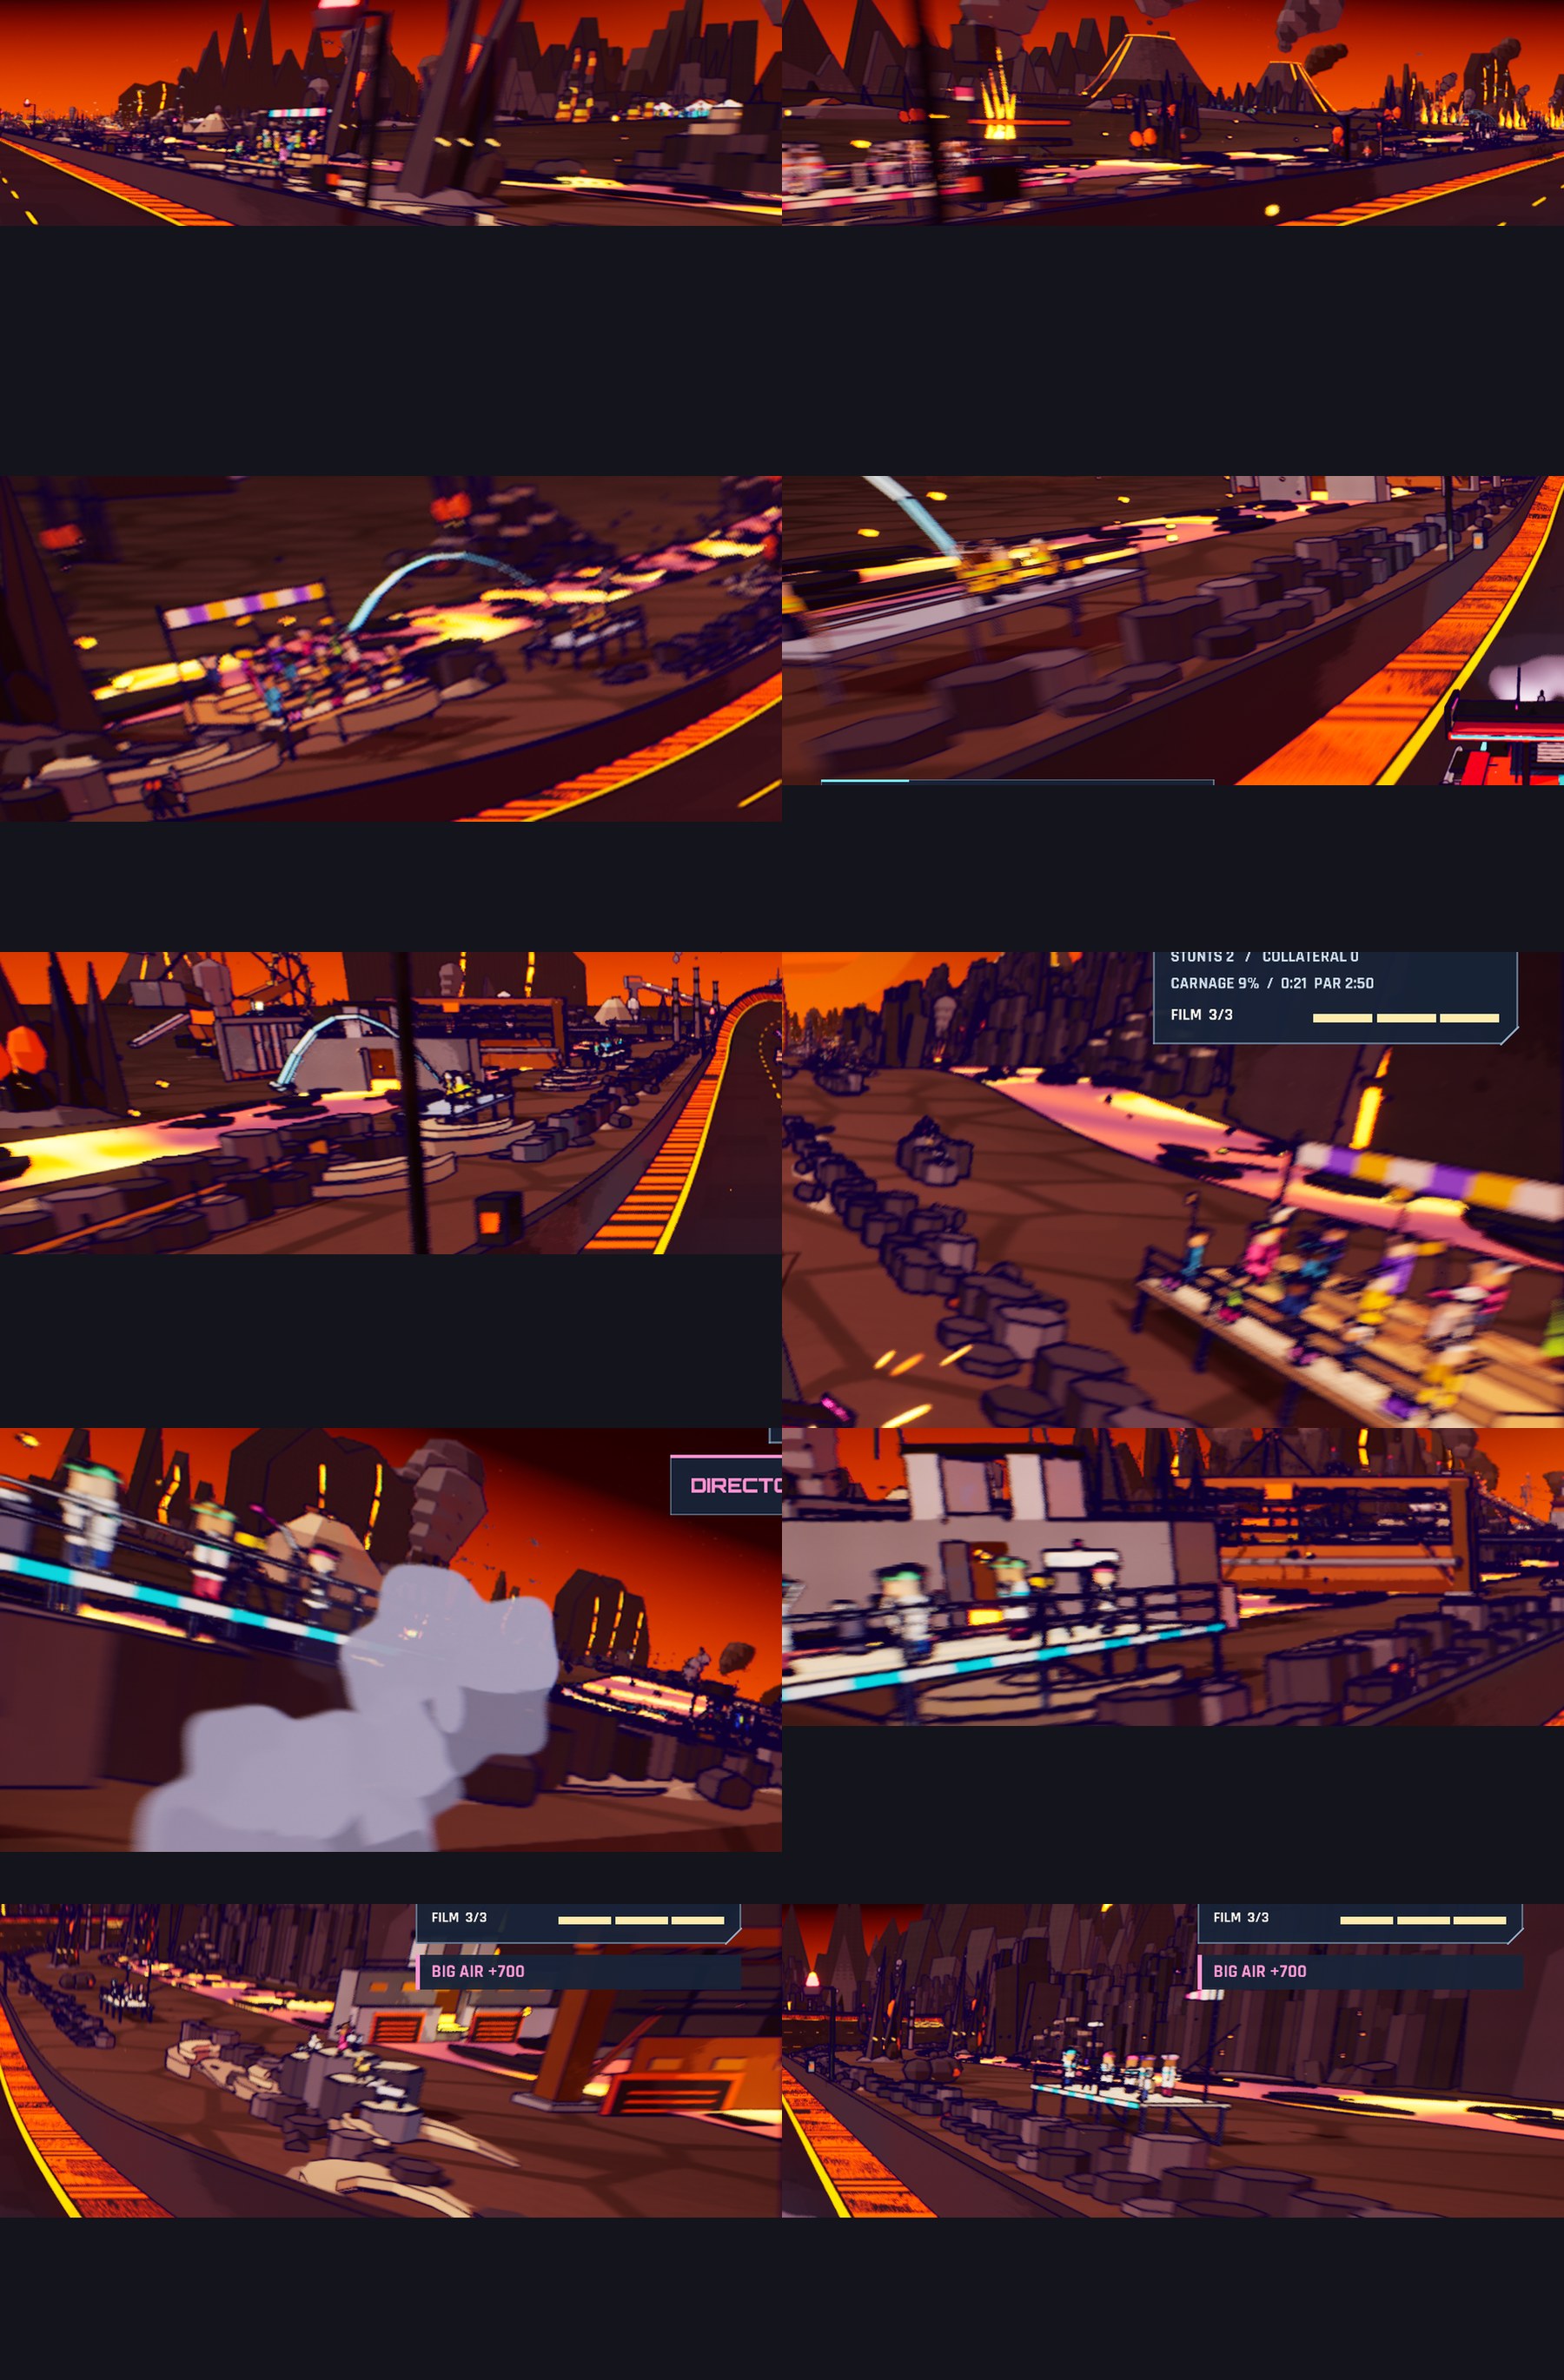 STUNTS 2 / COLLATERAL 0
CARNAGE 9% / 0:21 PAR 2:50
FILM 3/3
DIRECTO
FILM 3/3
BIG AIR +700
FILM 3/3
BIG AIR +700